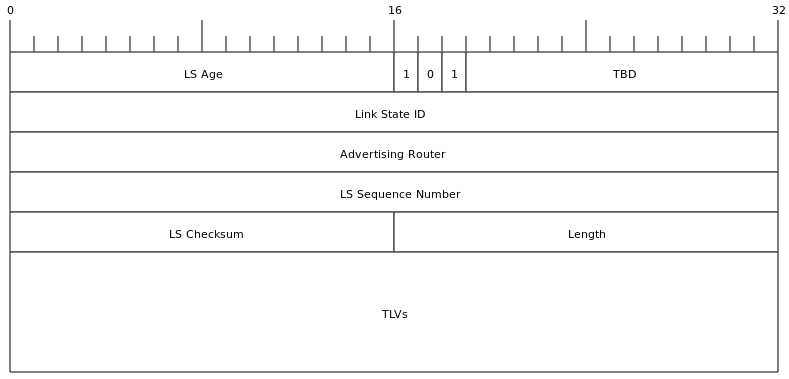 0 16 32
LS Age 1 0 1 TBD
Link State ID
Advertising Router
LS Sequence Number
LS Checksum Length
TLVs